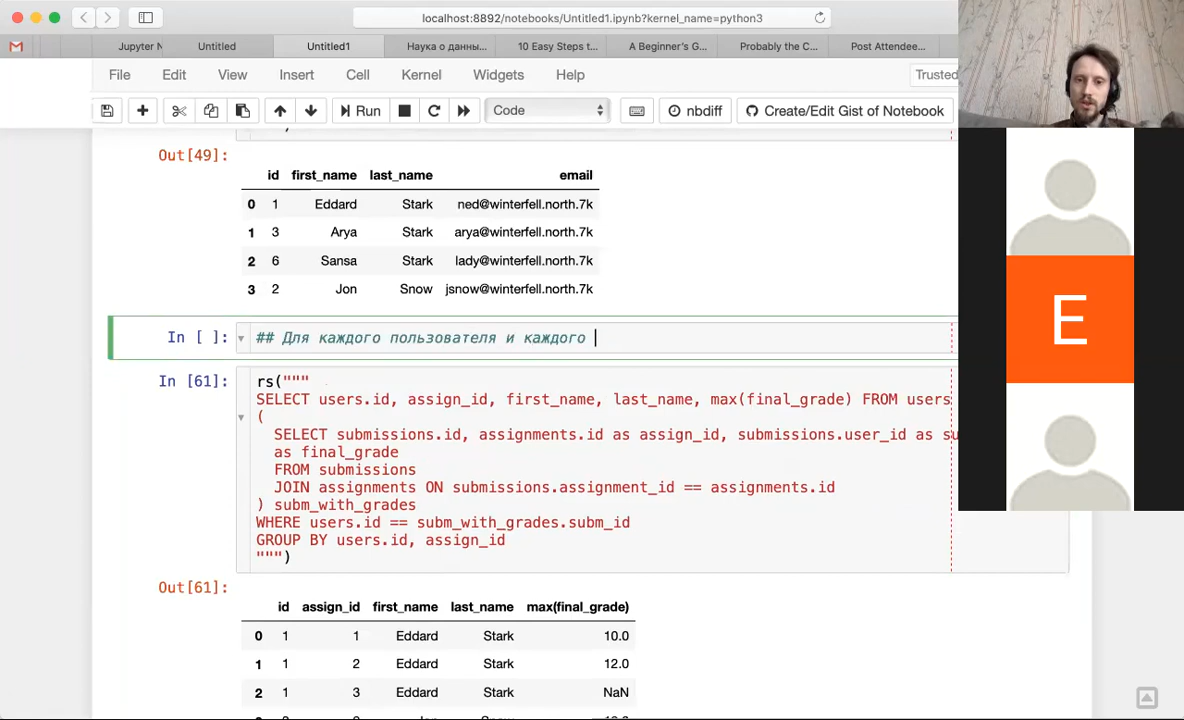 localhost:8892/notebooks/Untitled1.ipynb?kernel_name=python3
Jupyter N
Untitled
Untitled1
Наука о данны...
10 Easy Steps t...
A Beginner's G...
Probably the C...
Post Attendee...
File Edit View Insert Cell Kernel Widgets Help Trusted
Run Code nbdiff Create/Edit Gist of Notebook
Out[49]:
id first_name last_name email
0 1 Eddard Stark ned@winterfell.north.7k
1 3 Arya Stark arya@winterfell.north.7k
2 6 Sansa Stark lady@winterfell.north.7k
3 2 Jon Snow jsnow@winterfell.north.7k
In [ ]: ## Для каждого пользователя и каждого
In [61]: rs("""
SELECT users.id, assign_id, first_name, last_name, max(final_grade) FROM users
(
SELECT submissions.id, assignments.id as assign_id, submissions.user_id as su
as final_grade
FROM submissions
JOIN assignments ON submissions.assignment_id == assignments.id
) subm_with_grades
WHERE users.id == subm_with_grades.subm_id
GROUP BY users.id, assign_id
""")
Out[61]:
id assign_id first_name last_name max(final_grade)
0 1 1 Eddard Stark 10.0
1 1 2 Eddard Stark 12.0
2 1 3 Eddard Stark NaN
E